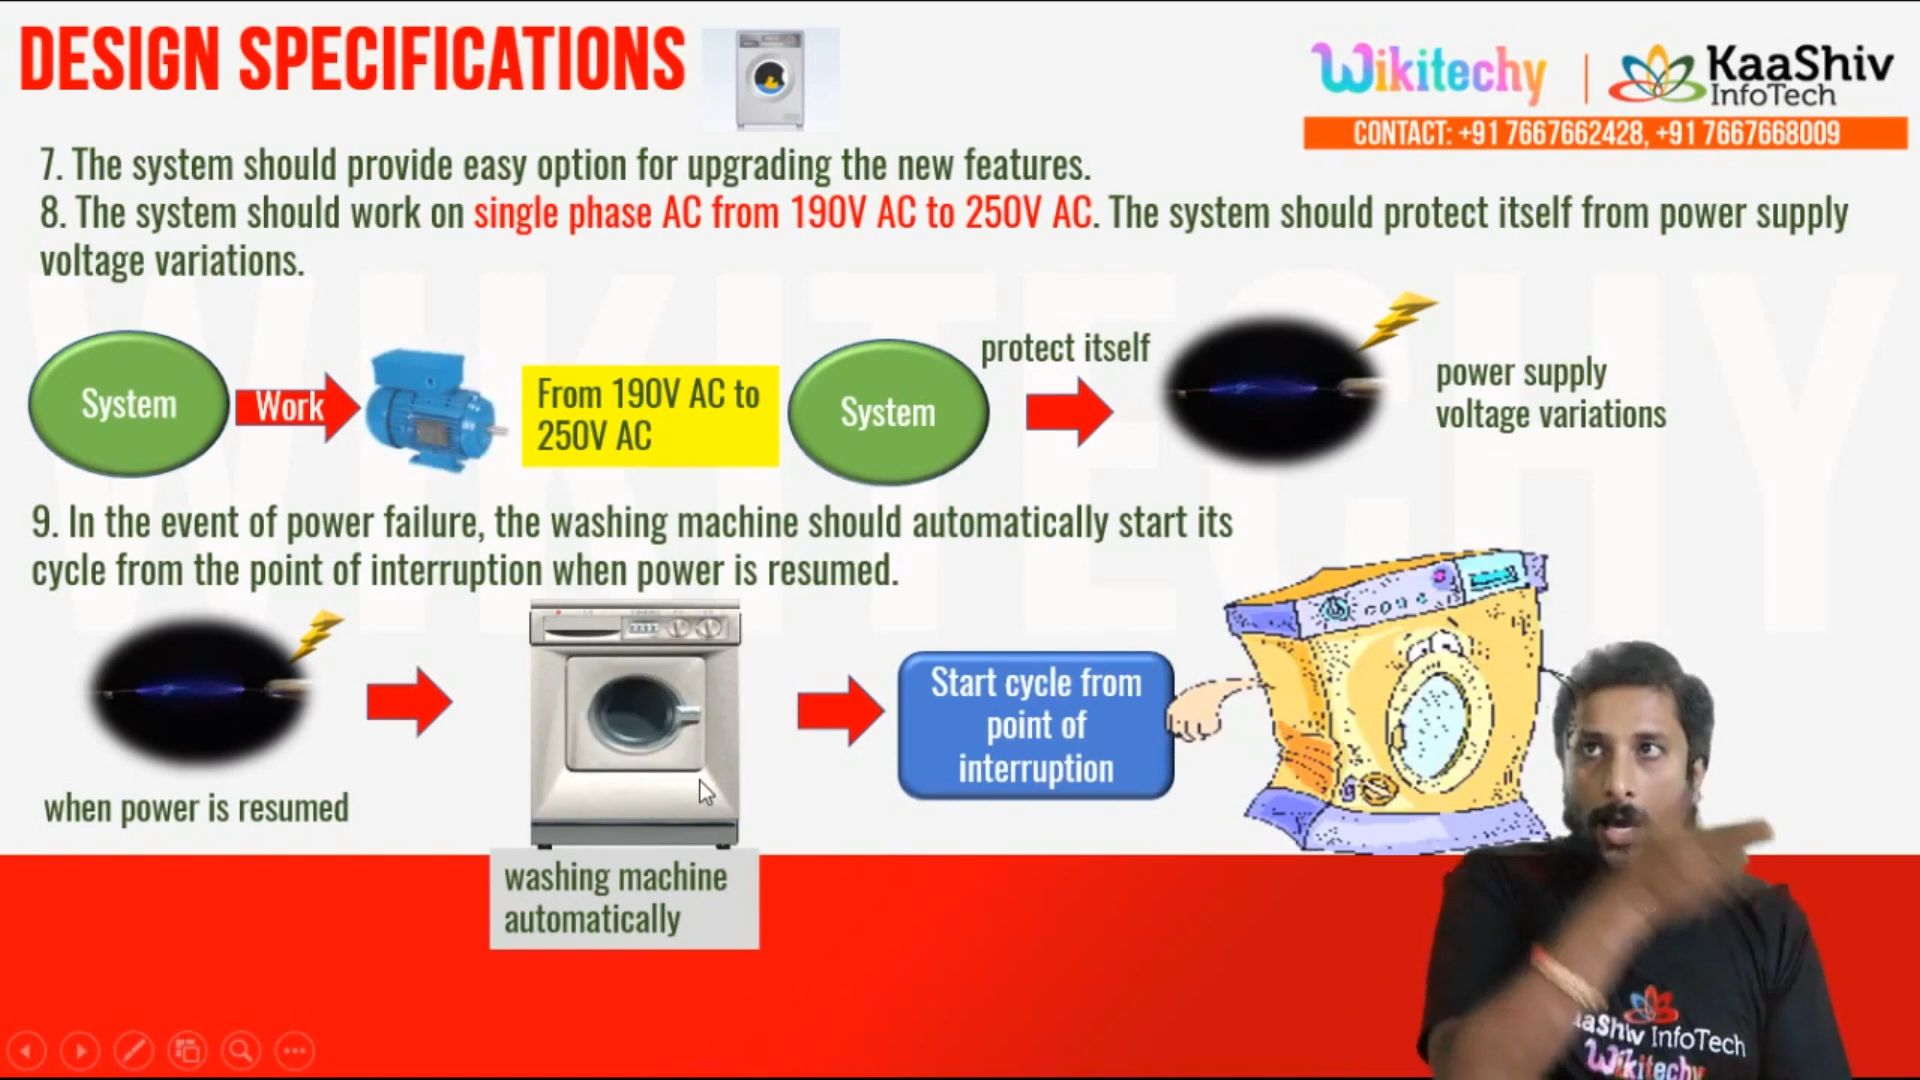 DESIGN SPECIFICATIONS
Wikitechy
KaaShiv
InfoTech
CONTACT: +91 7667662428, +91 7667668009
7. The system should provide easy option for upgrading the new features.
8. The system should work on single phase AC from 190V AC to 250V AC. The system should protect itself from power supply
voltage variations.
WIKITECHY
System
Work
From 190V AC to
250V AC
System
protect itself
power supply
voltage variations
9. In the event of power failure, the washing machine should automatically start its
cycle from the point of interruption when power is resumed.
when power is resumed
washing machine
automatically
Start cycle from
point of
interruption
aaShiv InfoTech
Wikitechy